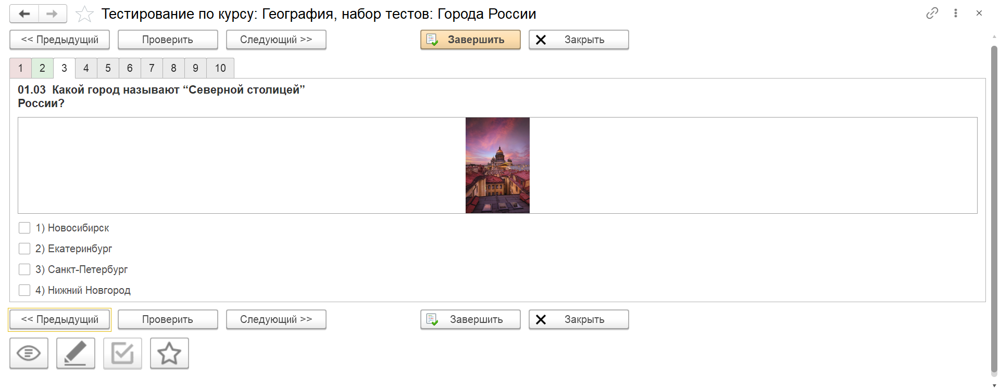 Тестирование по курсу: География, набор тестов: Города России
<< Предыдущий Проверить Следующий >> Завершить Закрыть
1 2 3 4 5 6 7 8 9 10
01.03 Какой город называют “Северной столицей”
России?
1) Новосибирск
2) Екатеринбург
3) Санкт-Петербург
4) Нижний Новгород
<< Предыдущий Проверить Следующий >> Завершить Закрыть